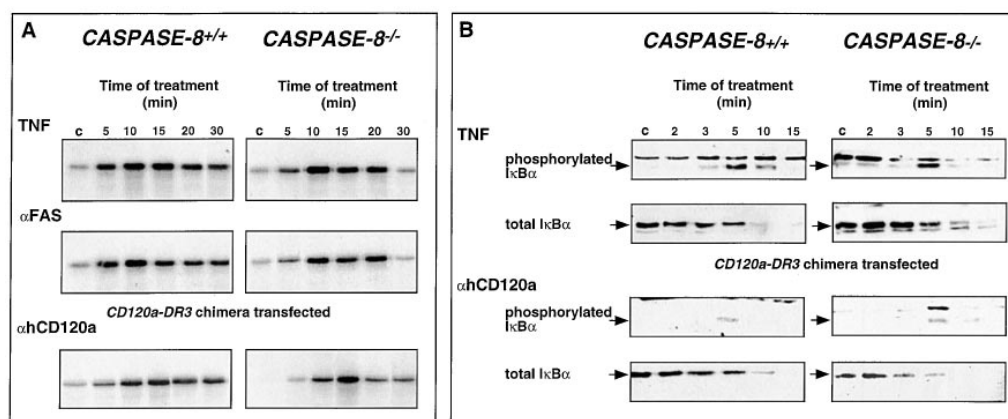 A
CASPASE-8+/+ CASPASE-8-/-
Time of treatment (min) Time of treatment (min)
TNF
c 5 10 15 20 30 c 5 10 15 20 30
αFAS
CD120a-DR3 chimera transfected
αhCD120a
B
CASPASE-8+/+ CASPASE-8-/-
Time of treatment (min) Time of treatment (min)
TNF
c 2 3 5 10 15 c 2 3 5 10 15
phosphorylated
IκBα
total IκBα
CD120a-DR3 chimera transfected
αhCD120a
phosphorylated
IκBα
total IκBα